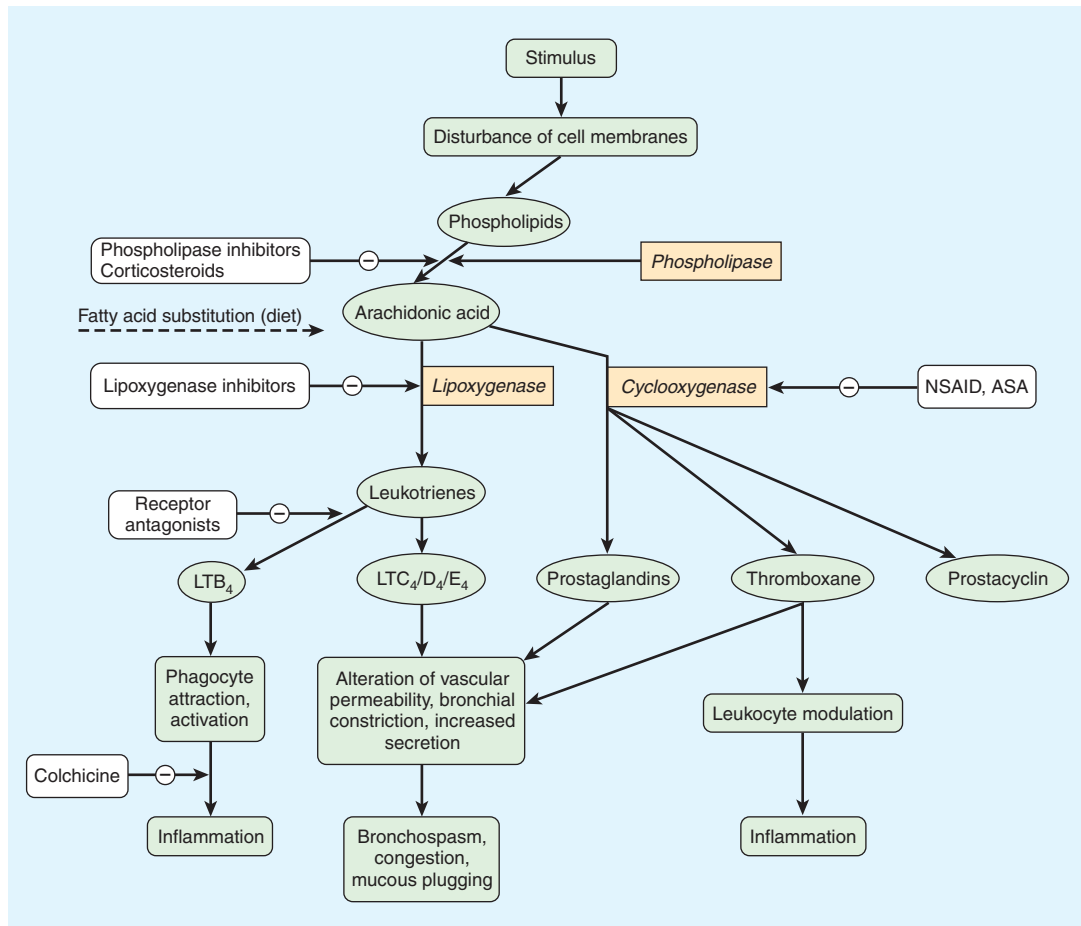 Stimulus
Disturbance of cell membranes
Phospholipids
Phospholipase inhibitors
Corticosteroids
−
Phospholipase
Arachidonic acid
Fatty acid substitution (diet)
Lipoxygenase inhibitors
−
Lipoxygenase
Cyclooxygenase
−
NSAID, ASA
Leukotrienes
Receptor
antagonists
−
LTB₄
LTC₄/D₄/E₄
Prostaglandins
Thromboxane
Prostacyclin
Phagocyte
attraction,
activation
Alteration of vascular
permeability, bronchial
constriction, increased
secretion
Leukocyte modulation
Colchicine
−
Inflammation
Bronchospasm,
congestion,
mucous plugging
Inflammation